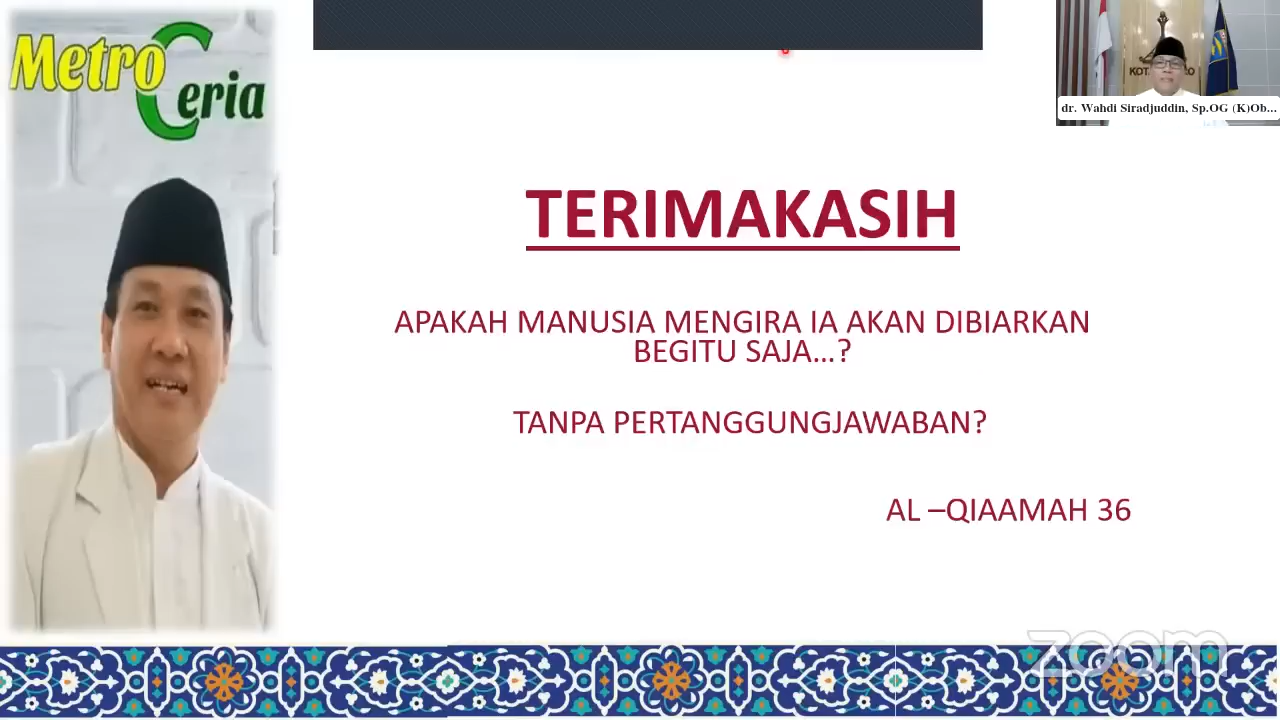 Metro Ceria
dr. Wahdi Siradjuddin, Sp.OG (K)Ob...
TERIMAKASIH
APAKAH MANUSIA MENGIRA IA AKAN DIBIARKAN
BEGITU SAJA...?
TANPA PERTANGGUNGJAWABAN?
AL –QIAAMAH 36
zoom